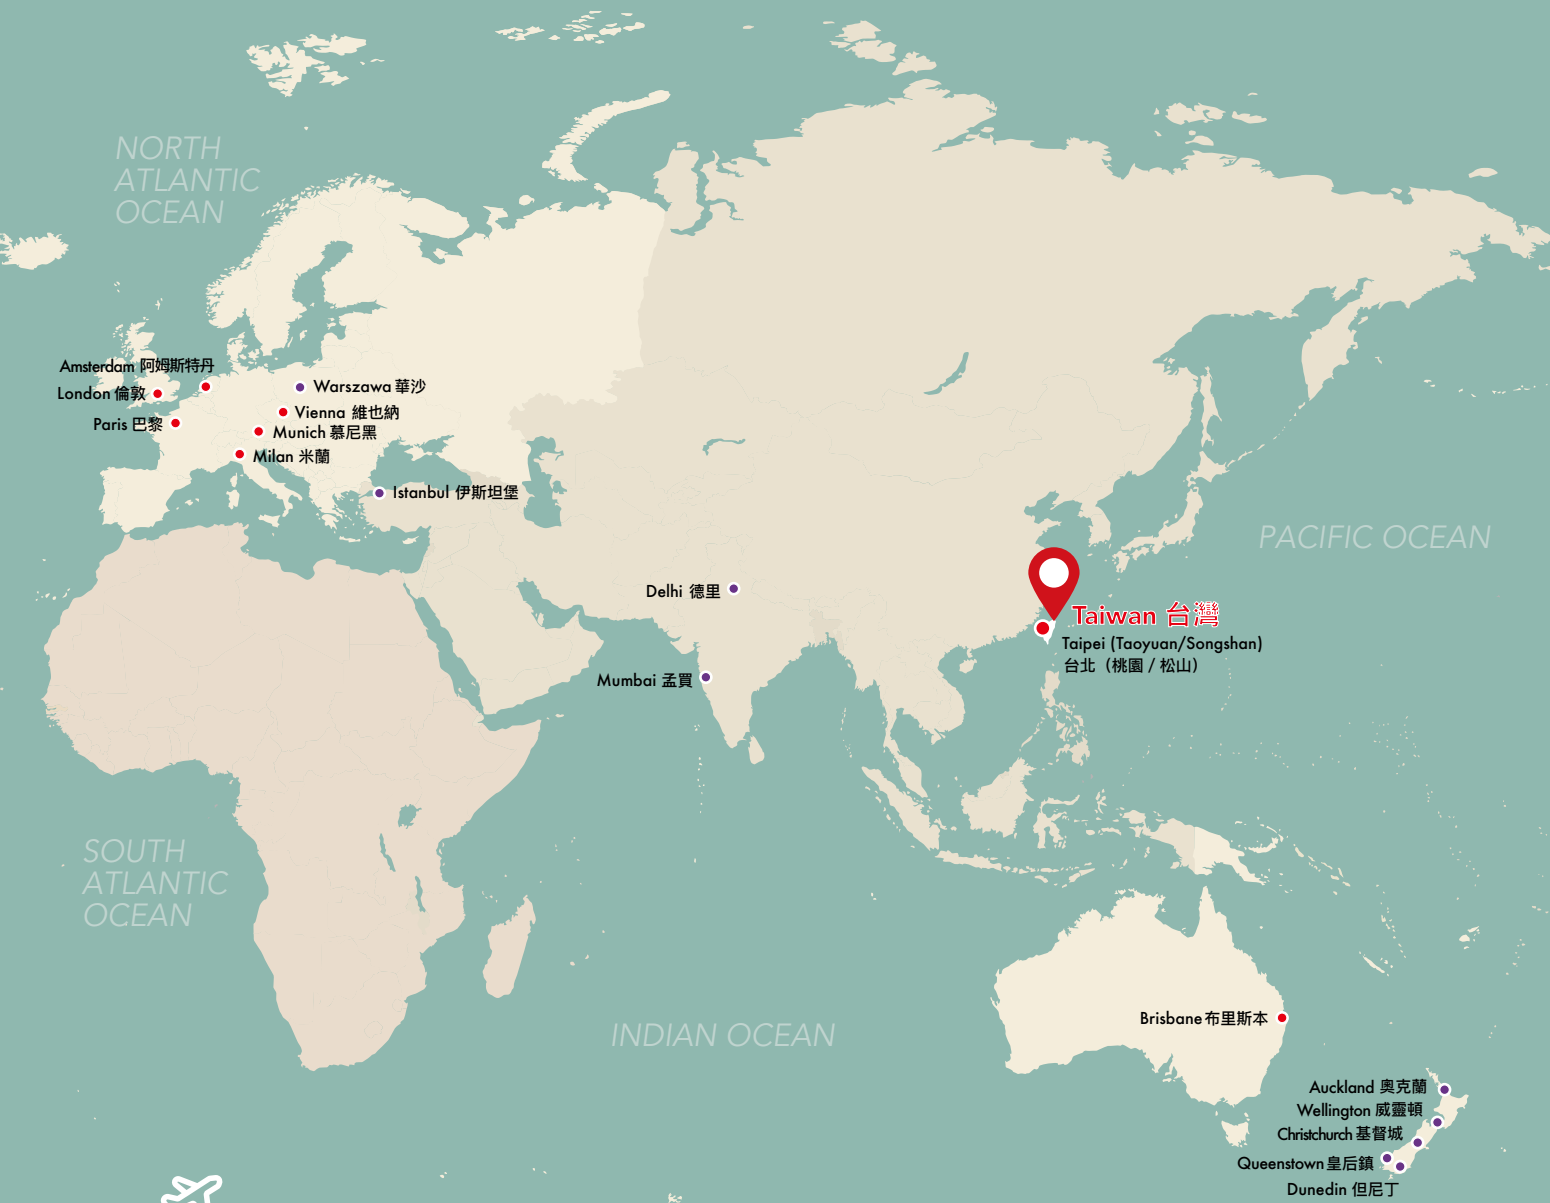 NORTH
ATLANTIC
OCEAN
Amsterdam 阿姆斯特丹
London 倫敦
Warszawa 華沙
Vienna 維也納
Paris 巴黎
Munich 慕尼黑
Milan 米蘭
Istanbul 伊斯坦堡
PACIFIC OCEAN
Delhi 德里
Taiwan 台灣
Taipei (Taoyuan/Songshan)
台北（桃園 / 松山）
Mumbai 孟買
SOUTH
ATLANTIC
OCEAN
INDIAN OCEAN
Brisbane 布里斯本
Auckland 奧克蘭
Wellington 威靈頓
Christchurch 基督城
Queenstown 皇后鎮
Dunedin 但尼丁